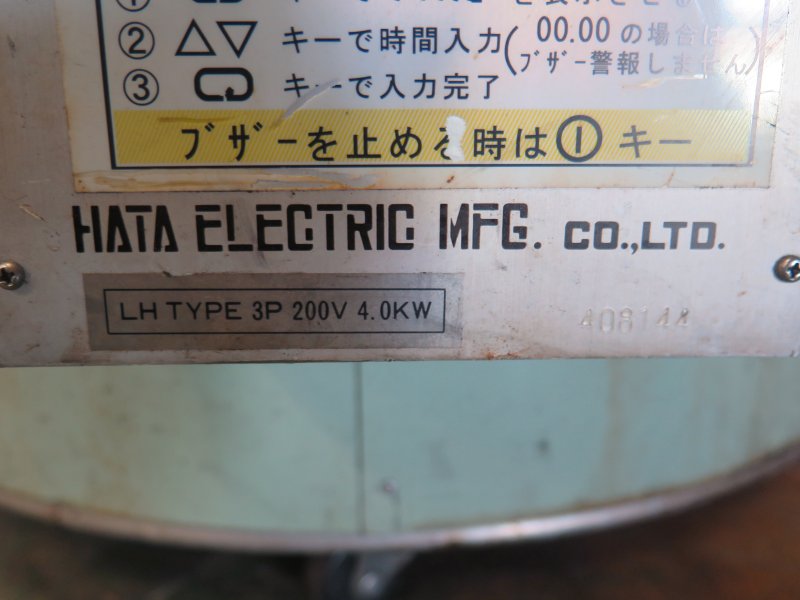 ② △▽ キーで時間入力(00.00 の場合は
ブザー警報しません)
③ キーで入力完了
ブザーを止める時は キー
HATA ELECTRIC MFG. CO.,LTD.
LH TYPE 3P 200V 4.0KW
408144